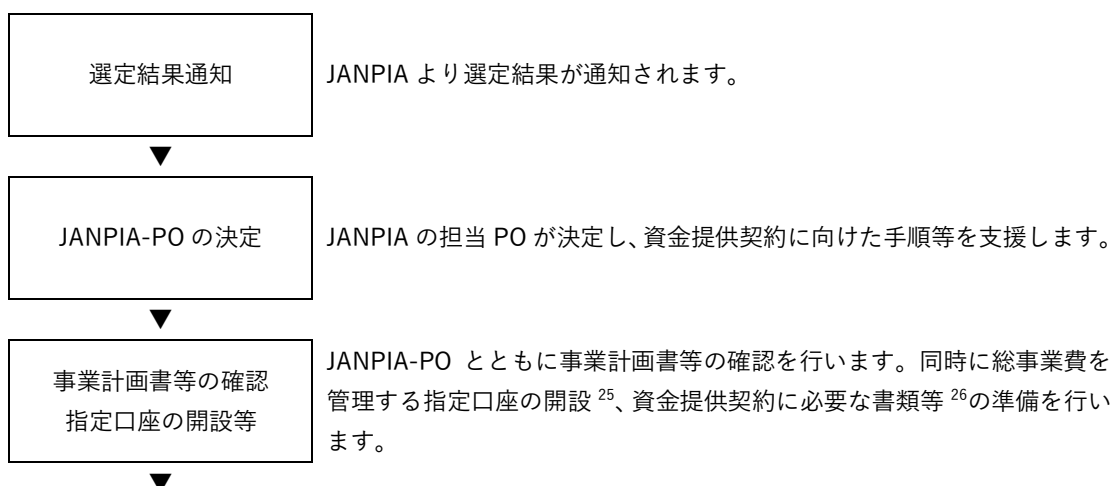 選定結果通知
JANPIA より選定結果が通知されます。
▼
JANPIA-PO の決定
JANPIA の担当 PO が決定し、資金提供契約に向けた手順等を支援します。
▼
事業計画書等の確認
指定口座の開設等
JANPIA-PO とともに事業計画書等の確認を行います。同時に総事業費を
管理する指定口座の開設 25、資金提供契約に必要な書類等 26の準備を行い
ます。
▼